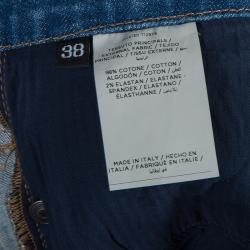 38
TESSUTO PRINCIPALE/
EXTERNAL FABRIC / TEJIDO
PRINCIPAL / TISSU EXTERNE /
98% COTONE / COTTON /
ALGODÓN / COTON /
2% ELASTAN / ELASTANE /
SPANDEX / ELASTANO /
ÉLASTHANNE /
MADE IN ITALY / HECHO EN
ITALIA / FABRIQUÉ EN ITALIE /